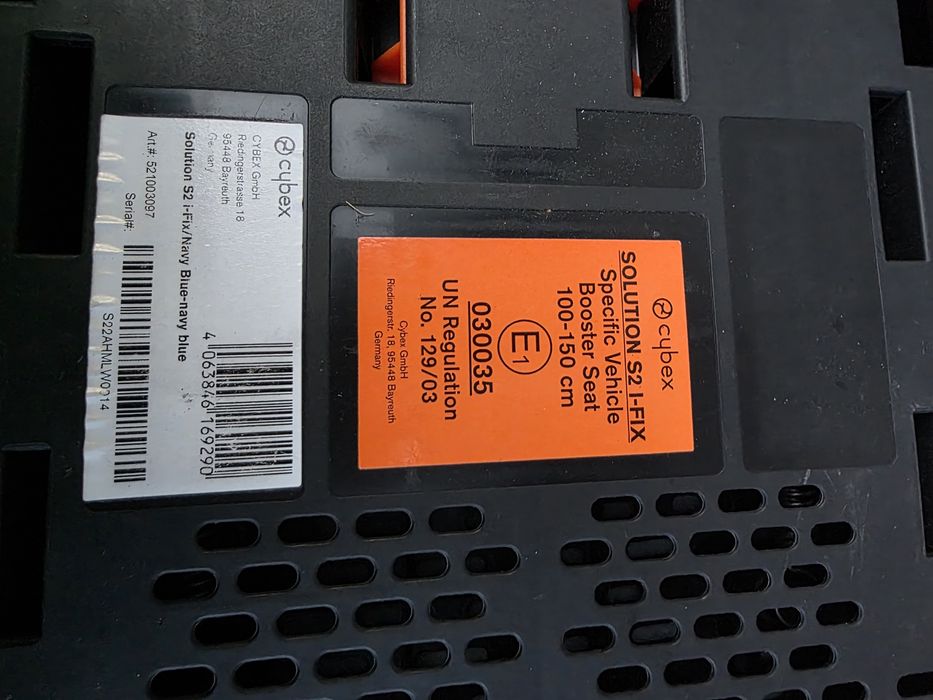 cybex
CYBEX GmbH
Riedingerstrasse 18
95448 Bayreuth
Germany
Solution S2 i-Fix/Navy Blue-navy blue
4 063846 169290
Art.#: 521003097
Serial#:
S22AHMLW0014
cybex
SOLUTION S2 I-FIX
Specific Vehicle
Booster Seat
100-150 cm
E1
030035
UN Regulation
No. 129/03
Cybex GmbH
Riedingerstr. 18, 95448 Bayreuth
Germany